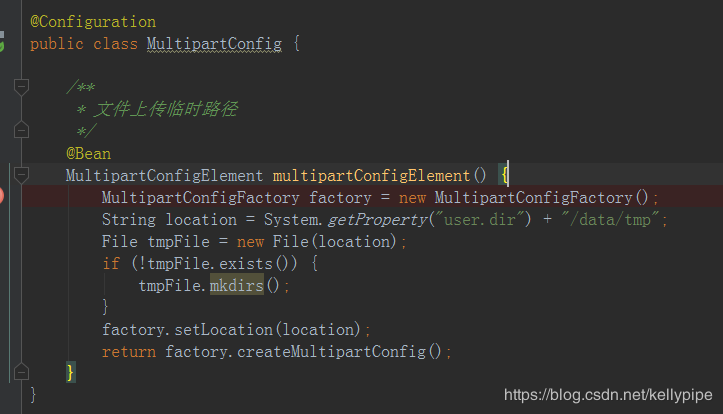 @Configuration
public class MultipartConfig {
/**
* 文件上传临时路径
*/
@Bean
MultipartConfigElement multipartConfigElement() {
MultipartConfigFactory factory = new MultipartConfigFactory();
String location = System.getProperty("user.dir") + "/data/tmp";
File tmpFile = new File(location);
if (!tmpFile.exists()) {
tmpFile.mkdirs();
}
factory.setLocation(location);
return factory.createMultipartConfig();
}
}
https://blog.csdn.net/kellypipe